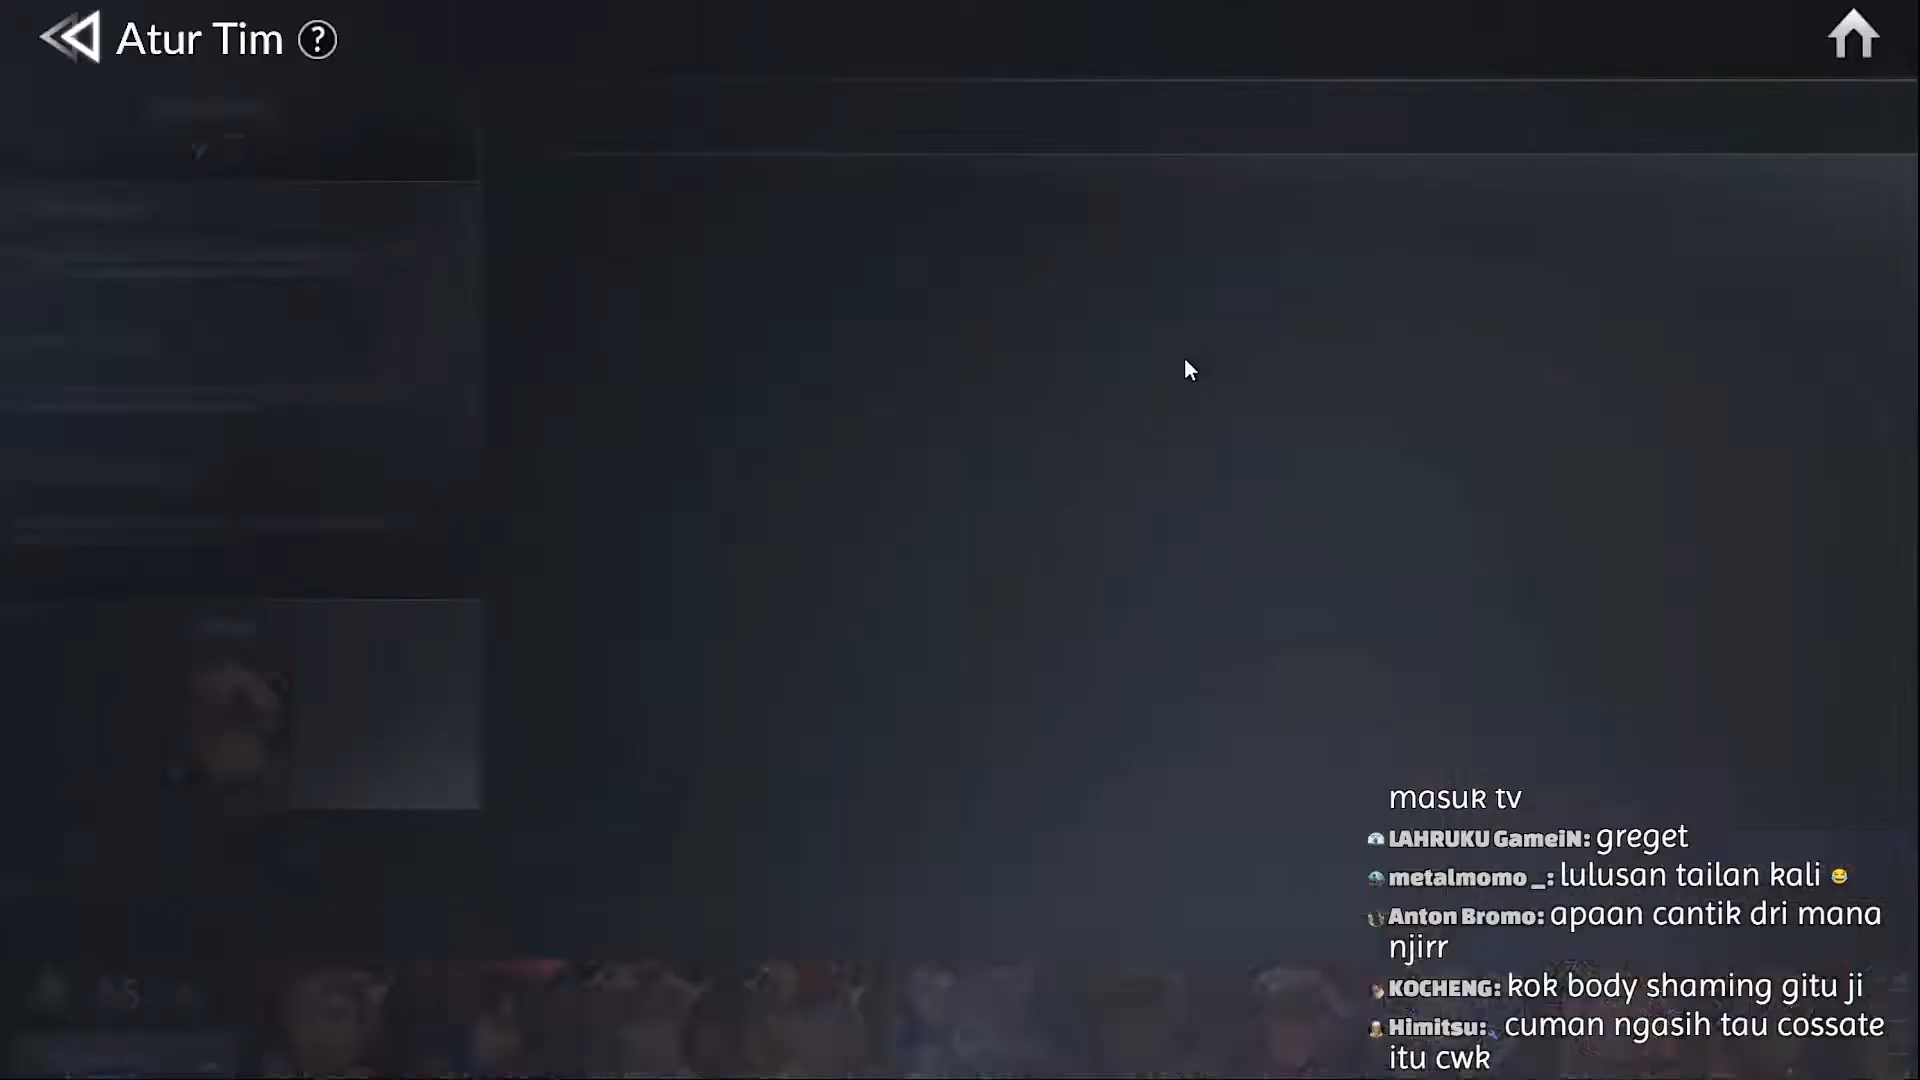 Atur Tim ?
masuk tv
LAHRUKU GameiN: greget
metalmomo_: lulusan tailan kali 😂
Anton Bromo: apaan cantik dri mana
njirr
KOCHENG: kok body shaming gitu ji
Himitsu: cuman ngasih tau cossate
itu cwk